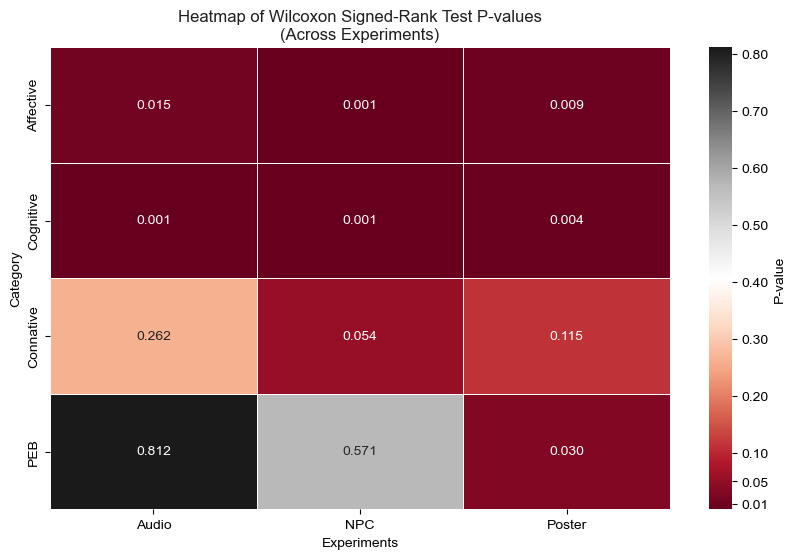 Heatmap of Wilcoxon Signed-Rank Test P-values
(Across Experiments)
Category
Affective
0.015 0.001 0.009
Cognitive
0.001 0.001 0.004
Connative
0.262 0.054 0.115
PEB
0.812 0.571 0.030
Audio NPC Poster
Experiments
0.80
0.70
0.60
0.50
0.40
0.30
0.20
0.10
0.05
0.01
P-value